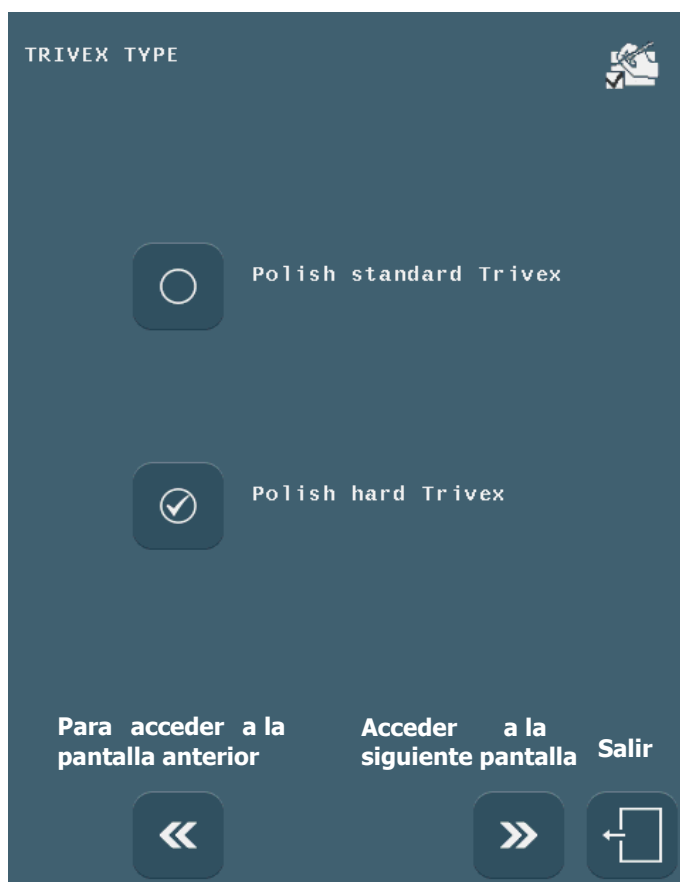 TRIVEX TYPE
Polish standard Trivex
Polish hard Trivex
Para acceder a la
pantalla anterior
Acceder a la
siguiente pantalla
Salir